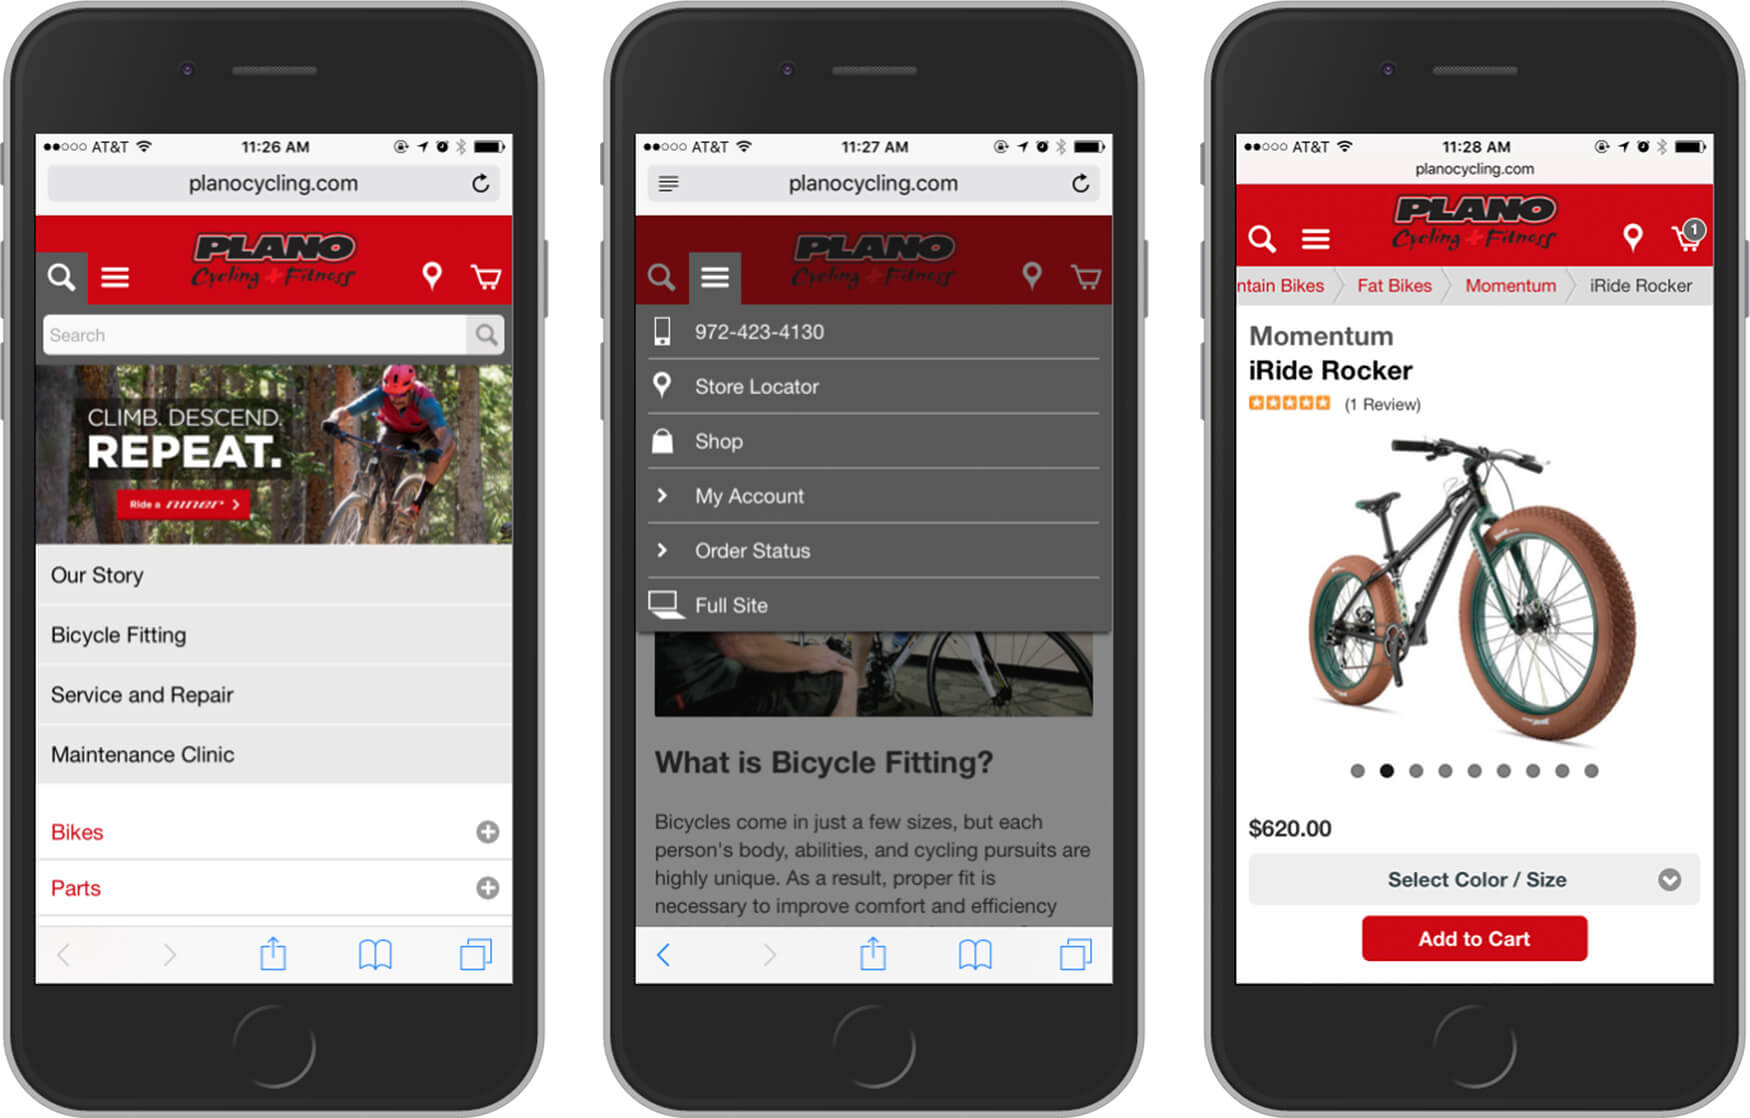 AT&T 11:26 AM
planocycling.com
PLANO
Cycling + Fitness
Search
CLIMB. DESCEND.
REPEAT.
Ride a niner
Our Story
Bicycle Fitting
Service and Repair
Maintenance Clinic
Bikes
Parts
AT&T 11:27 AM
planocycling.com
PLANO
Cycling + Fitness
972-423-4130
Store Locator
Shop
My Account
Order Status
Full Site
What is Bicycle Fitting?
Bicycles come in just a few sizes, but each
person's body, abilities, and cycling pursuits are
highly unique. As a result, proper fit is
necessary to improve comfort and efficiency
AT&T 11:28 AM
planocycling.com
PLANO
Cycling + Fitness
1
ntain Bikes Fat Bikes Momentum iRide Rocker
Momentum
iRide Rocker
(1 Review)
$620.00
Select Color / Size
Add to Cart